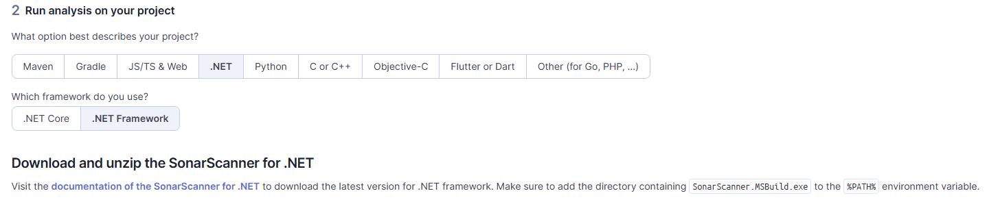 2 Run analysis on your project
What option best describes your project?
Maven Gradle JS/TS & Web .NET Python C or C++ Objective-C Flutter or Dart Other (for Go, PHP, ...)
Which framework do you use?
.NET Core .NET Framework
Download and unzip the SonarScanner for .NET
Visit the documentation of the SonarScanner for .NET to download the latest version for .NET framework. Make sure to add the directory containing SonarScanner.MSBuild.exe to the %PATH% environment variable.